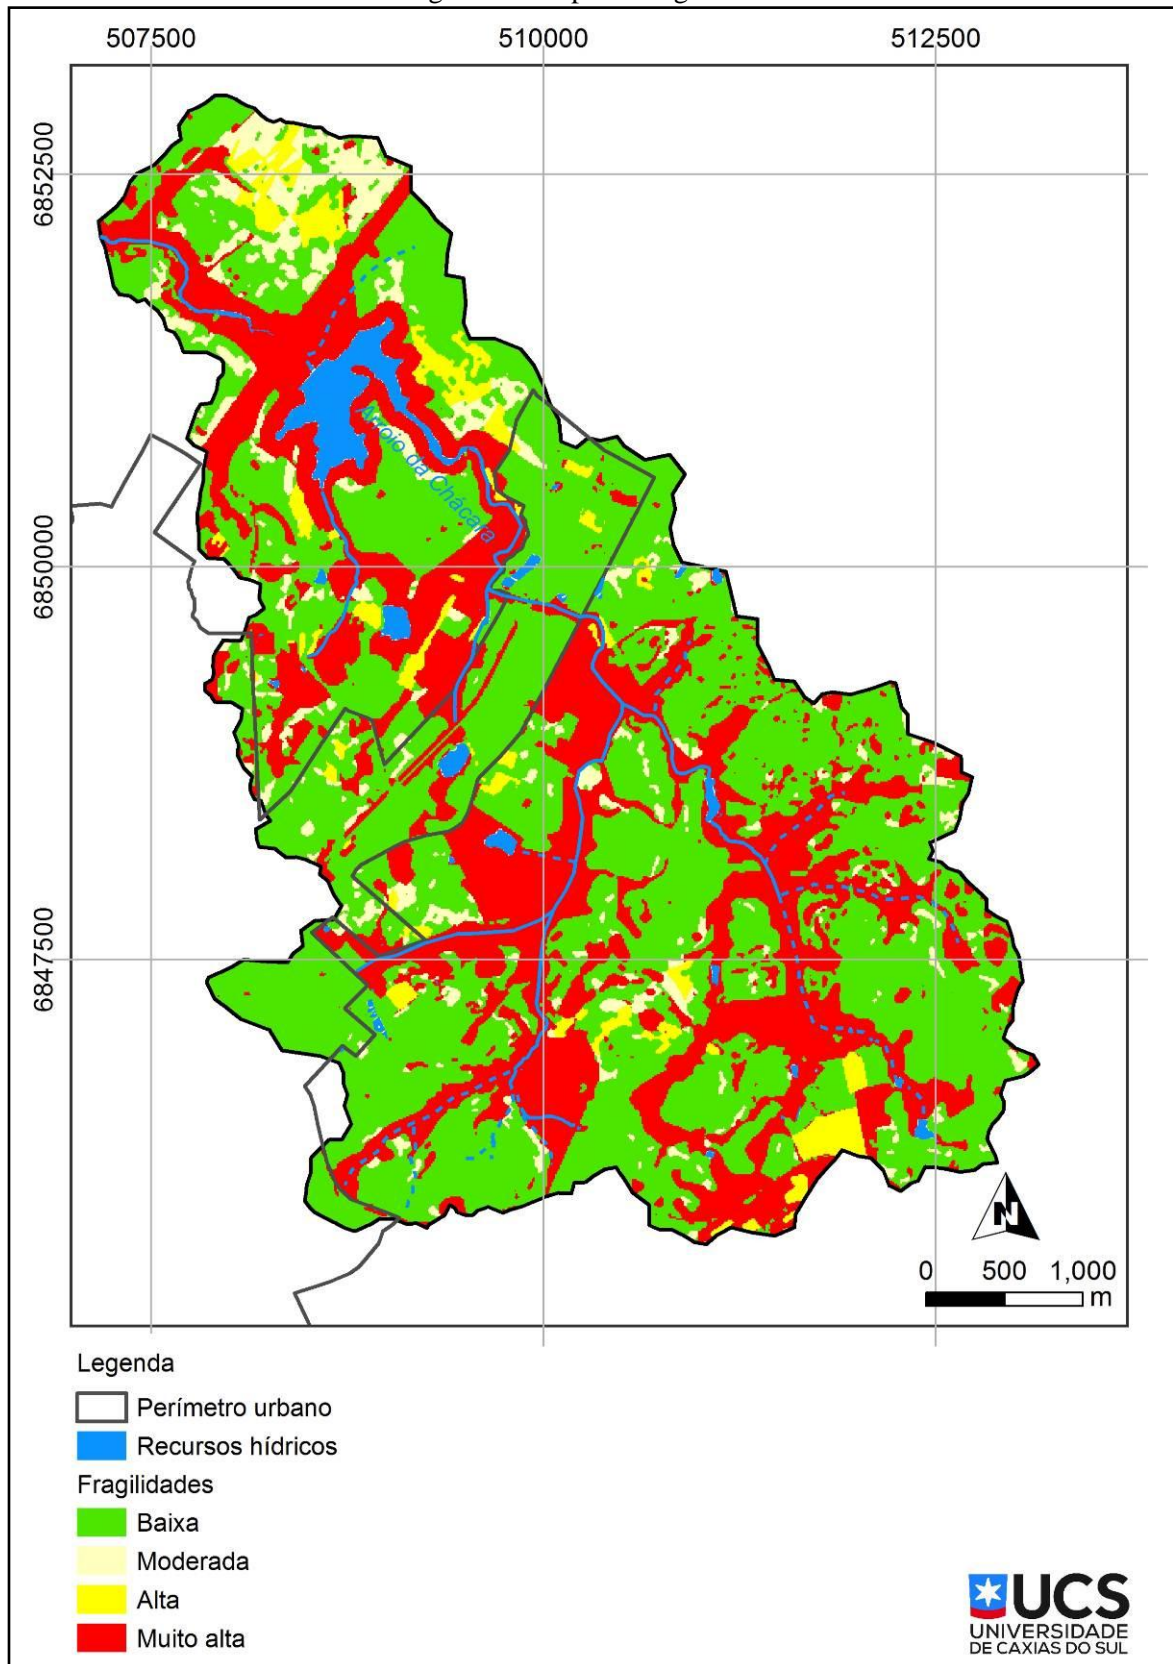 507500 510000 512500
6852500
6850000
6847500
Arroio da Chácara
N
0 500 1,000
m
Legenda
Perímetro urbano
Recursos hídricos
Fragilidades
Baixa
Moderada
Alta
Muito alta
UCS
UNIVERSIDADE
DE CAXIAS DO SUL